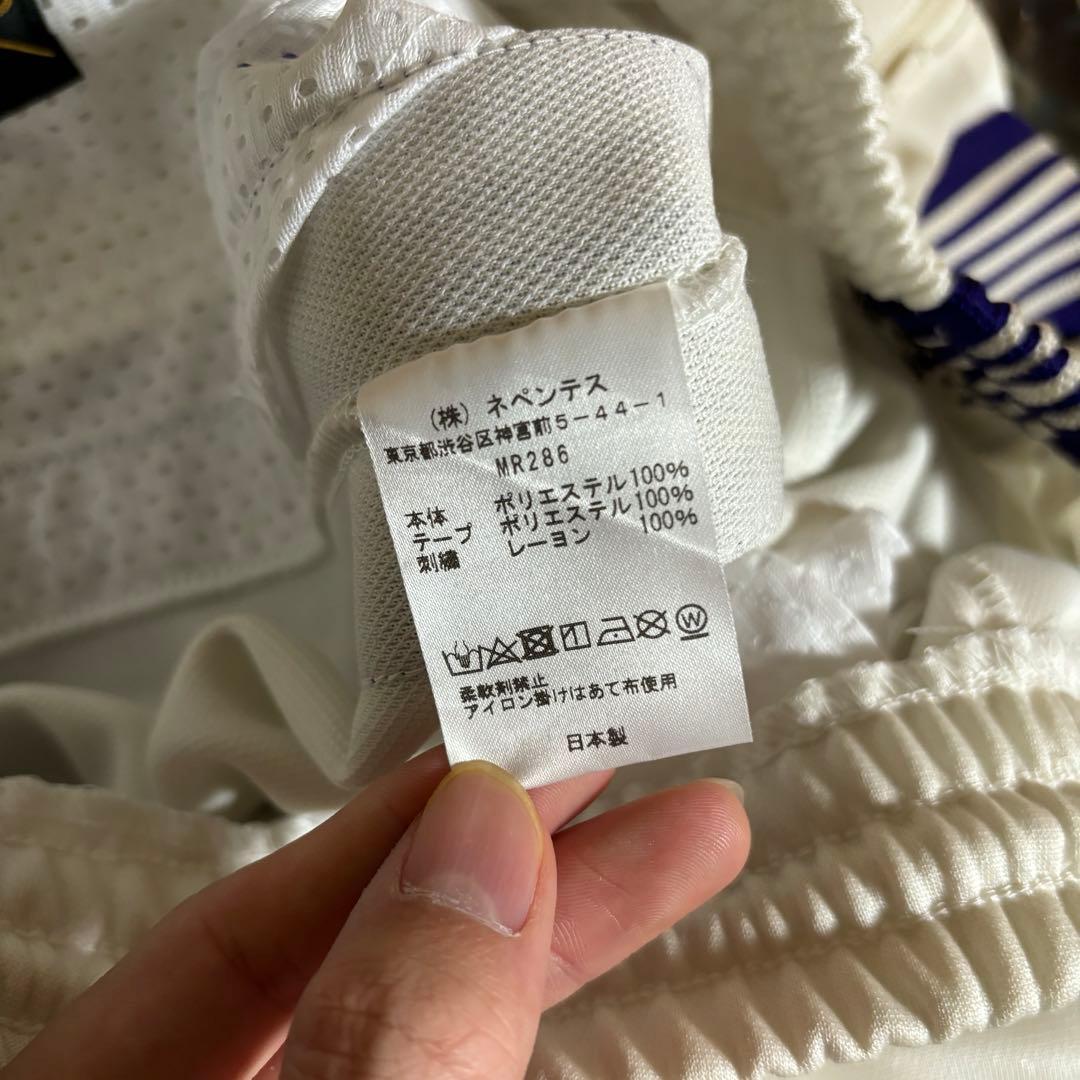 (株) ネペンテス
東京都渋谷区神宮前5-44-1
MR286
本体 ポリエステル100%
テープ ポリエステル100%
刺繍 レーヨン 100%
W
柔軟剤禁止
アイロン掛けはあて布使用
日本製